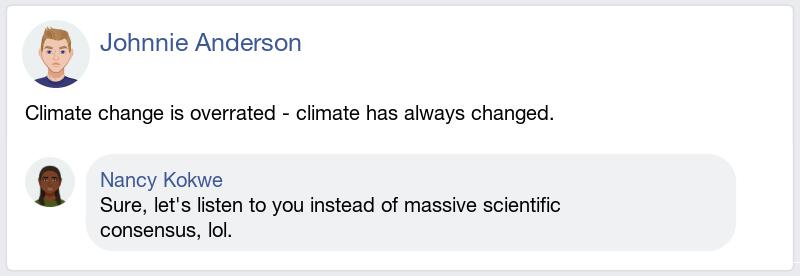 Johnnie Anderson
Climate change is overrated - climate has always changed.
Nancy Kokwe
Sure, let's listen to you instead of massive scientific
consensus, lol.